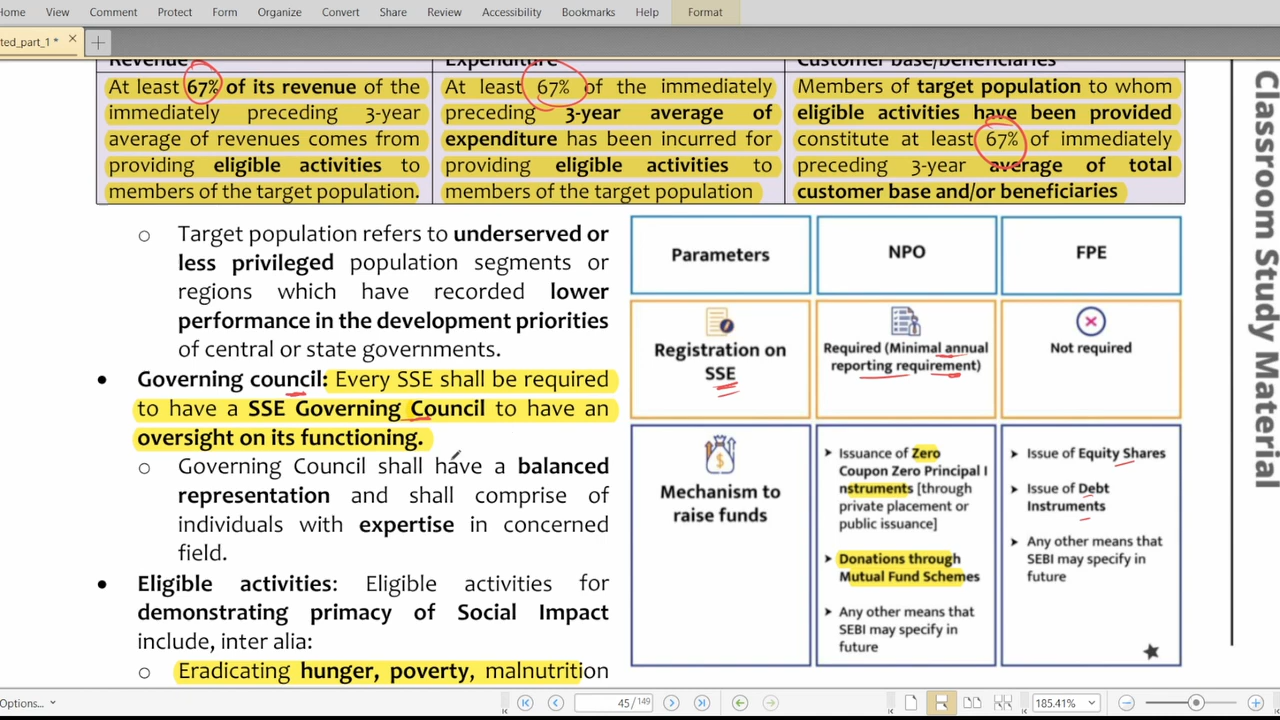 Home View Comment Protect Form Organize Convert Share Review Accessibility Bookmarks Help Format
ted_part_1 *
Revenue Expenditure Customer base/beneficiaries
At least 67% of its revenue of the
immediately preceding 3-year
average of revenues comes from
providing eligible activities to
members of the target population.
At least 67% of the immediately
preceding 3-year average of
expenditure has been incurred for
providing eligible activities to
members of the target population
Members of target population to whom
eligible activities have been provided
constitute at least 67% of immediately
preceding 3-year average of total
customer base and/or beneficiaries
o Target population refers to underserved or
less privileged population segments or
regions which have recorded lower
performance in the development priorities
of central or state governments.
• Governing council: Every SSE shall be required
to have a SSE Governing Council to have an
oversight on its functioning.
o Governing Council shall have a balanced
representation and shall comprise of
individuals with expertise in concerned
field.
• Eligible activities: Eligible activities for
demonstrating primacy of Social Impact
include, inter alia:
o Eradicating hunger, poverty, malnutrition
Parameters NPO FPE
Registration on
SSE
Required (Minimal annual
reporting requirement)
Not required
Mechanism to
raise funds
➤ Issuance of Zero
Coupon Zero Principal I
nstruments [through
private placement or
public issuance]
➤ Donations through
Mutual Fund Schemes
➤ Any other means that
SEBI may specify in
future
➤ Issue of Equity Shares
➤ Issue of Debt
Instruments
➤ Any other means that
SEBI may specify in
future
Classroom Study Material
Options... 45 / 149 185.41%